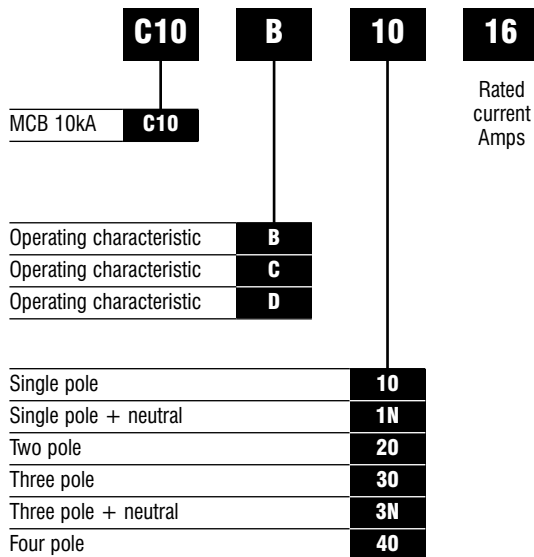 C10 B 10 16
Rated
current
Amps
MCB 10kA C10
Operating characteristic B
Operating characteristic C
Operating characteristic D
Single pole 10
Single pole + neutral 1N
Two pole 20
Three pole 30
Three pole + neutral 3N
Four pole 40